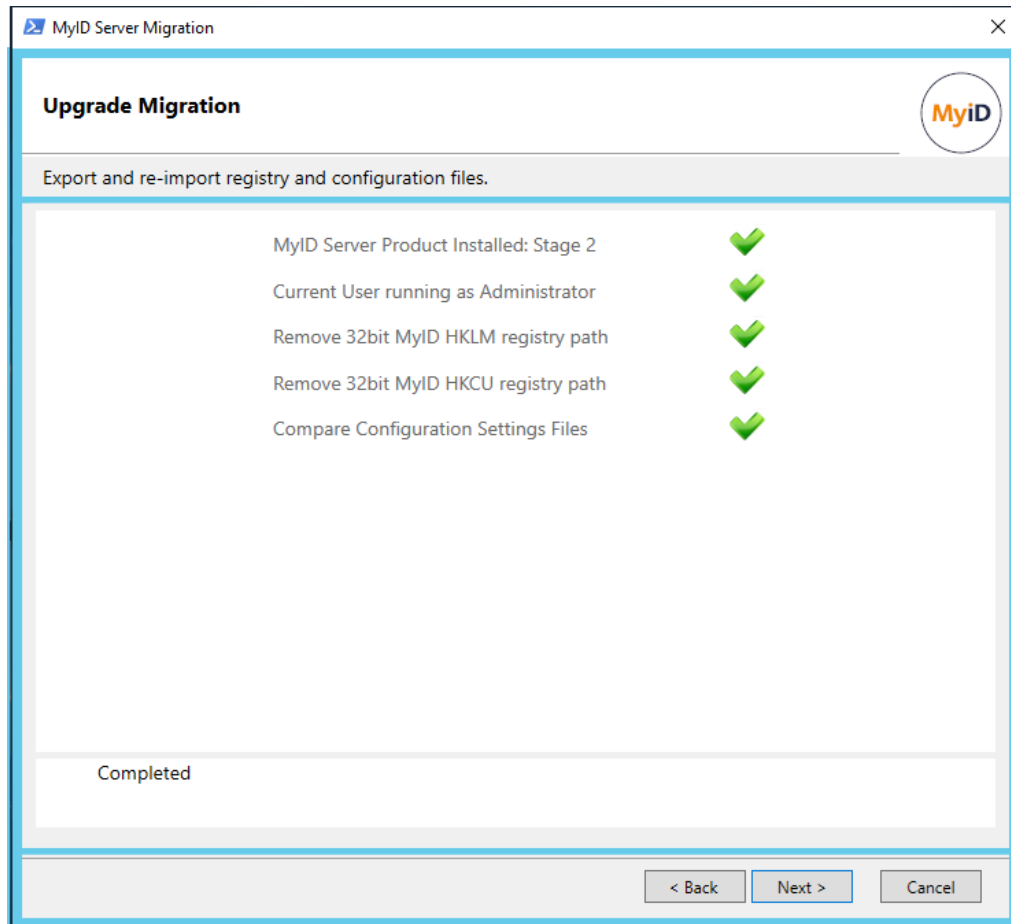 MyID Server Migration
Upgrade Migration
MyiD
Export and re-import registry and configuration files.
MyID Server Product Installed: Stage 2
Current User running as Administrator
Remove 32bit MyID HKLM registry path
Remove 32bit MyID HKCU registry path
Compare Configuration Settings Files
Completed
< Back
Next >
Cancel